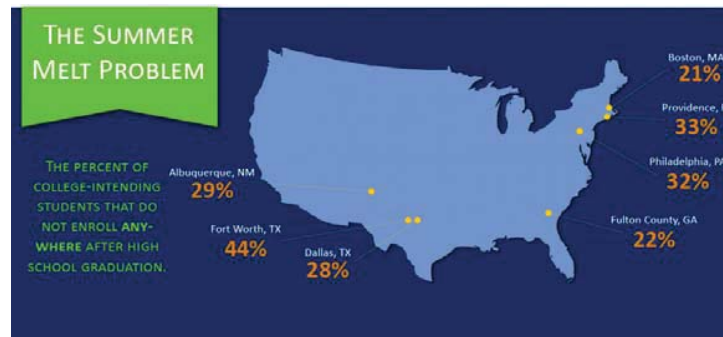 THE SUMMER
MELT PROBLEM
THE PERCENT OF
COLLEGE-INTENDING
STUDENTS THAT DO
NOT ENROLL ANY-
WHERE AFTER HIGH
SCHOOL GRADUATION.
Albuquerque, NM
29%
Fort Worth, TX
44%
Dallas, TX
28%
Boston, MA
21%
Providence,
33%
Philadelphia, PA
32%
Fulton County, GA
22%